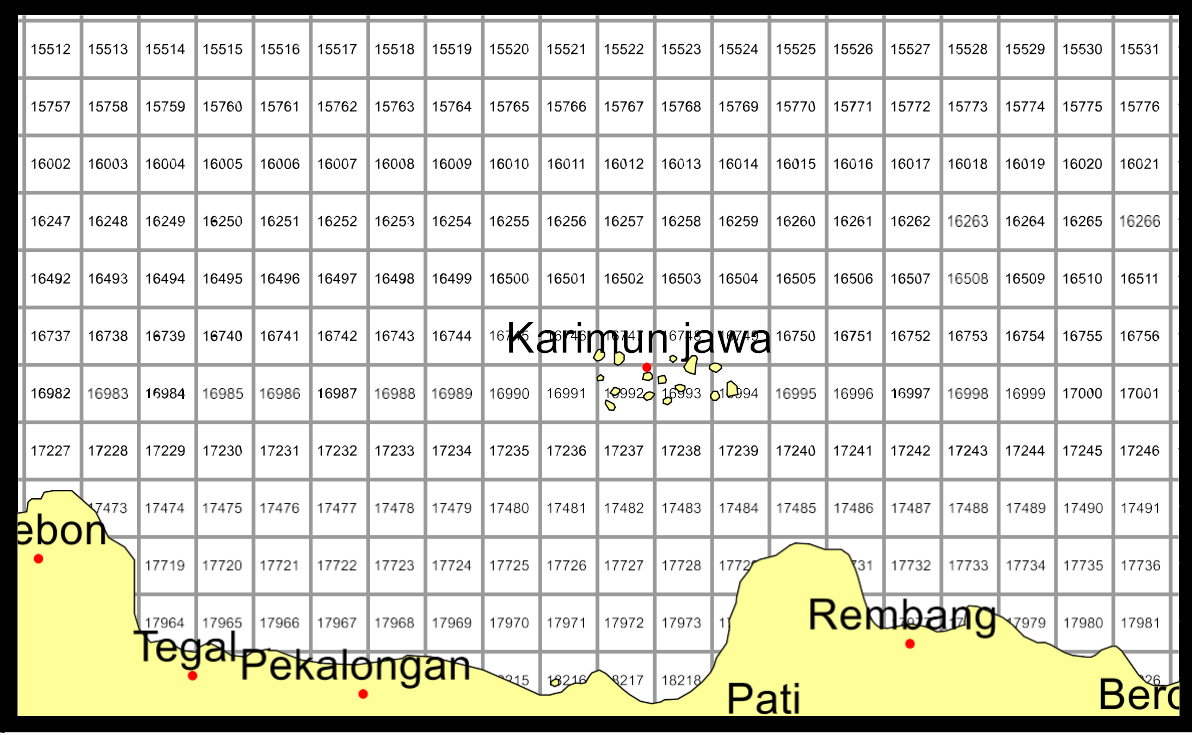 15512 15513 15514 15515 15516 15517 15518 15519 15520 15521 15522 15523 15524 15525 15526 15527 15528 15529 15530 15531
15757 15758 15759 15760 15761 15762 15763 15764 15765 15766 15767 15768 15769 15770 15771 15772 15773 15774 15775 15776
16002 16003 16004 16005 16006 16007 16008 16009 16010 16011 16012 16013 16014 16015 16016 16017 16018 16019 16020 16021
16247 16248 16249 16250 16251 16252 16253 16254 16255 16256 16257 16258 16259 16260 16261 16262 16263 16264 16265 16266
16492 16493 16494 16495 16496 16497 16498 16499 16500 16501 16502 16503 16504 16505 16506 16507 16508 16509 16510 16511
16737 16738 16739 16740 16741 16742 16743 16744 Karimun jawa 16750 16751 16752 16753 16754 16755 16756
16982 16983 16984 16985 16986 16987 16988 16989 16990 16991 16993 16995 16996 16997 16998 16999 17000 17001
17227 17228 17229 17230 17231 17232 17233 17234 17235 17236 17237 17238 17239 17240 17241 17242 17243 17244 17245 17246
17473 17474 17475 17476 17477 17478 17479 17480 17481 17482 17483 17484 17485 17486 17487 17488 17489 17490 17491
ebon
17719 17720 17721 17722 17723 17724 17725 17726 17727 17728 17732 17733 17734 17735 17736
17964 17965 17966 17967 17968 17969 17970 17971 17972 17973 Rembang 17979 17980 17981
Tegal Pekalongan
18216 18217 18218
Pati Berc